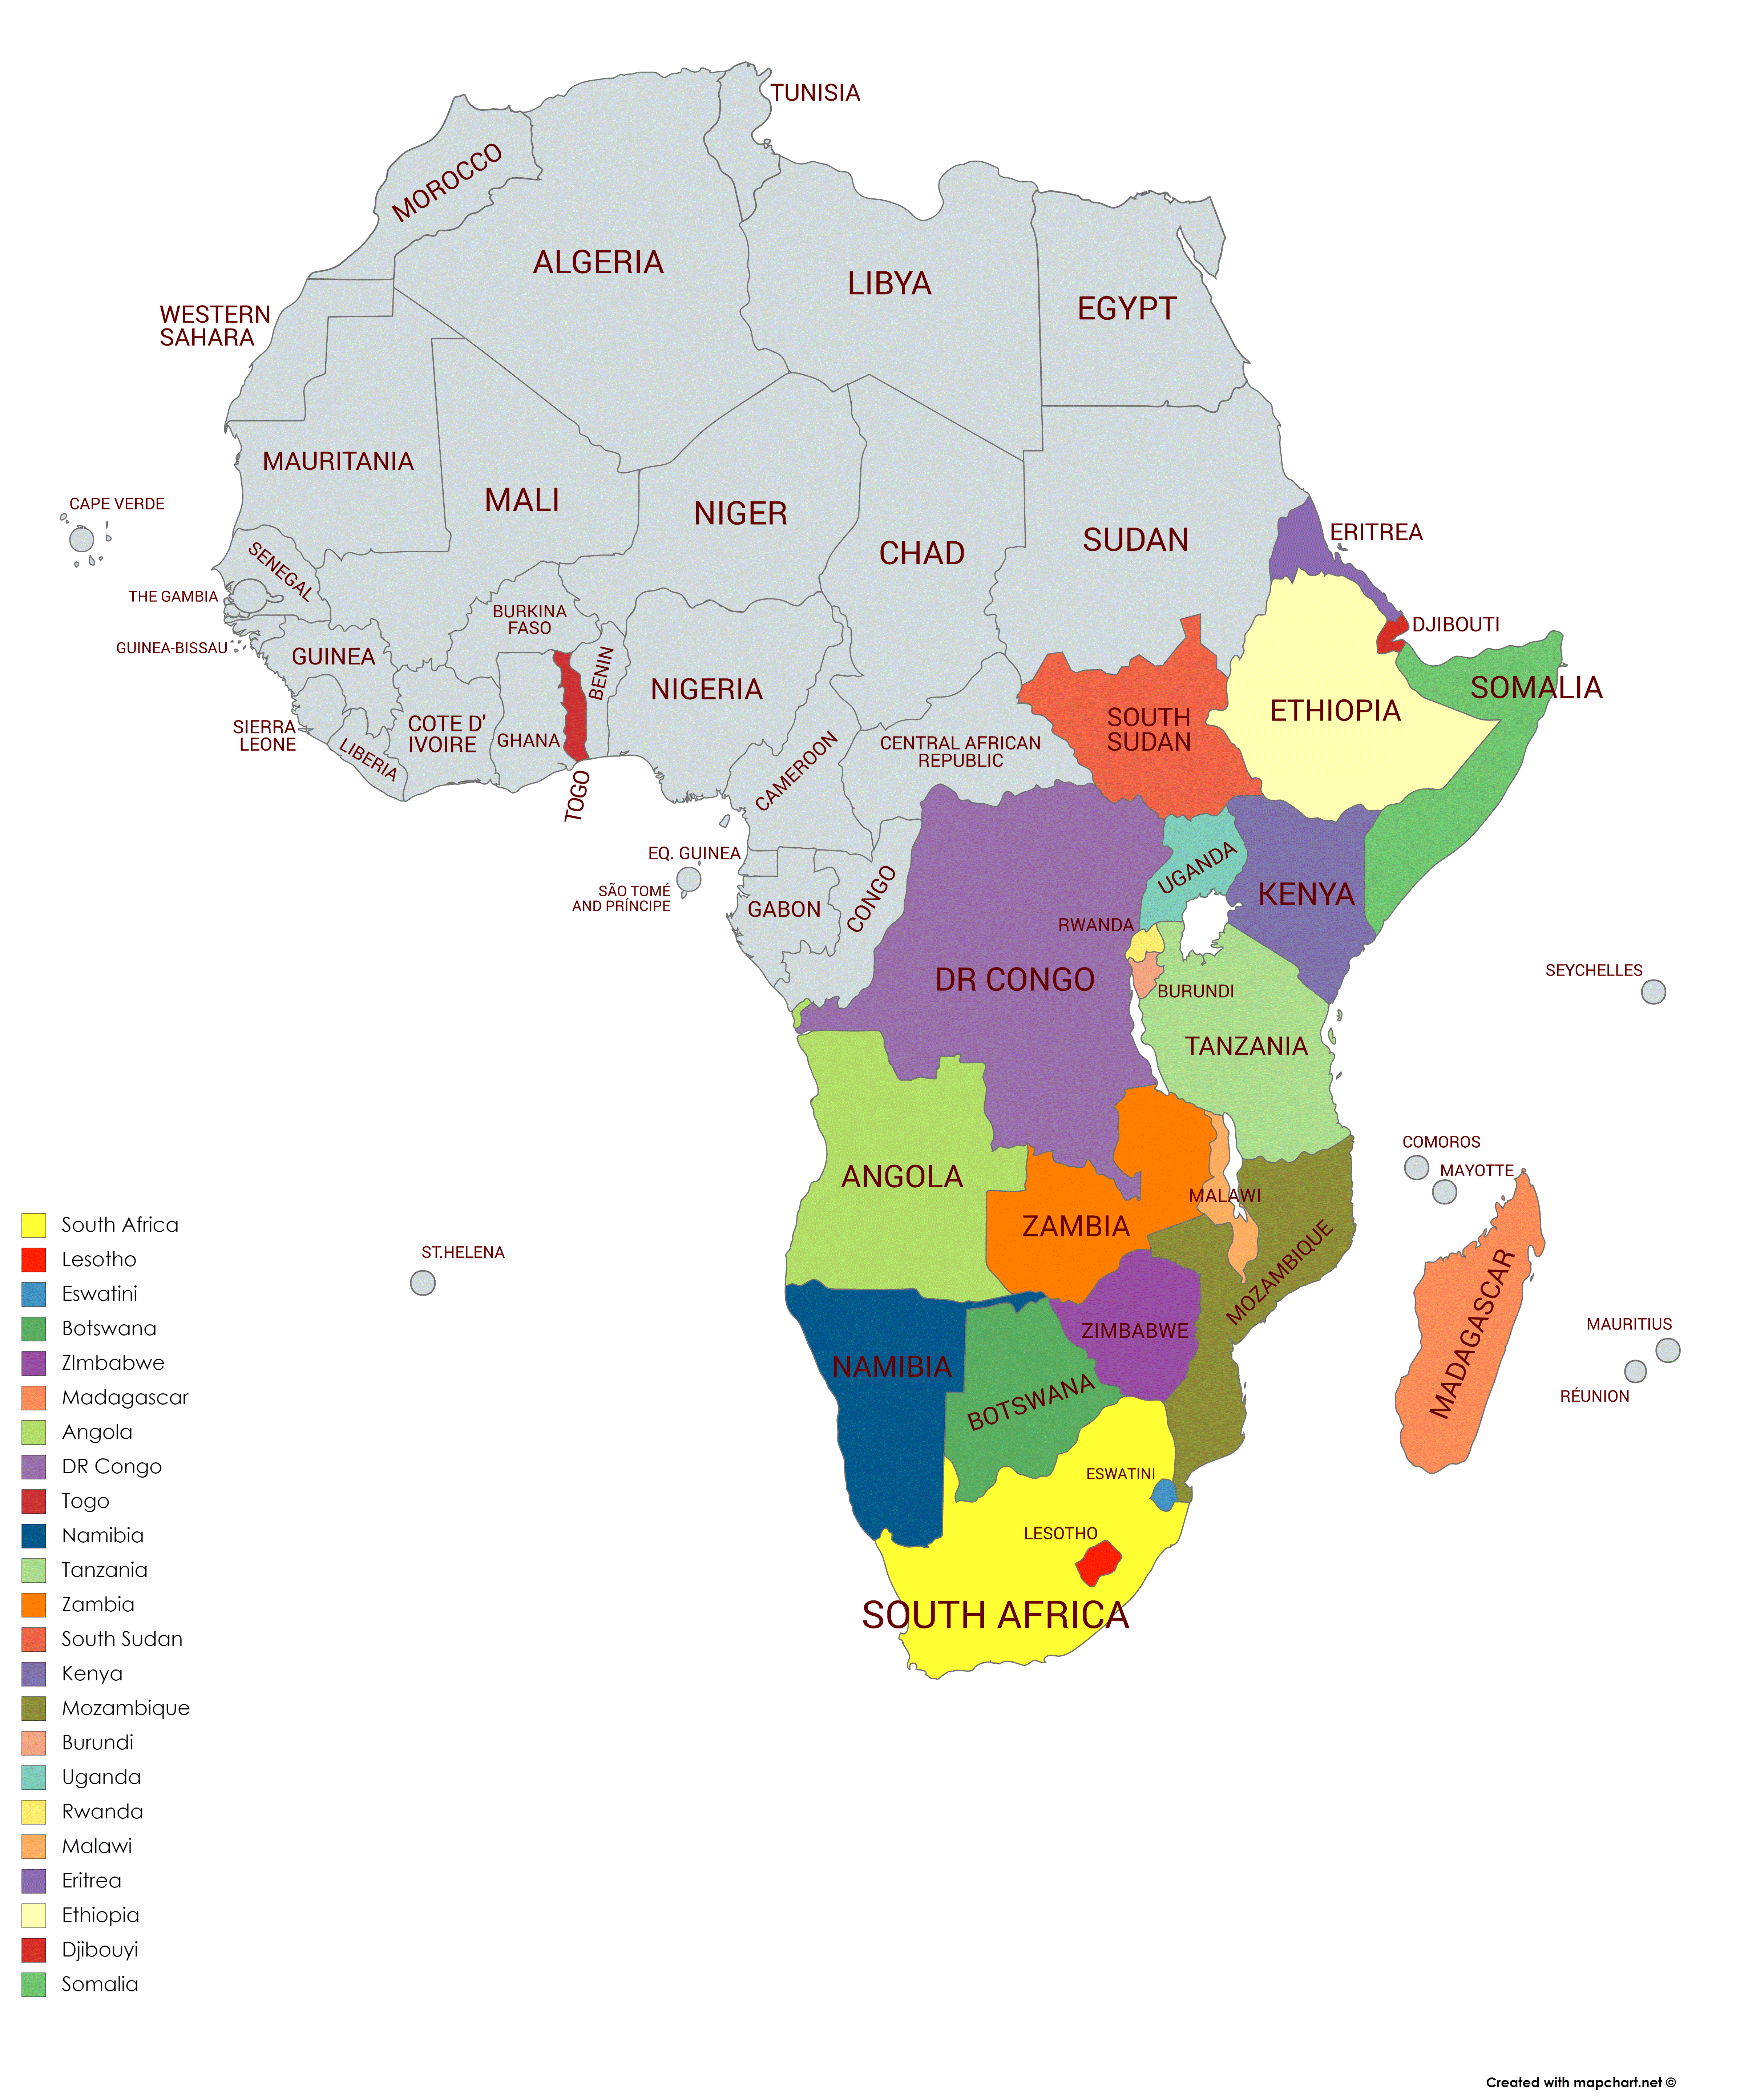 TUNISIA
MOROCCO
ALGERIA
LIBYA
EGYPT
WESTERN
SAHARA
MAURITANIA
MALI
NIGER
CHAD
SUDAN
ERITREA
CAPE VERDE
SENEGAL
THE GAMBIA
GUINEA-BISSAU
GUINEA
BURKINA
FASO
BENIN
NIGERIA
DJIBOUTI
SOMALIA
ETHIOPIA
SOUTH
SUDAN
SIERRA
LEONE
LIBERIA
COTE D'
IVOIRE
GHANA
TOGO
CAMEROON
CENTRAL AFRICAN
REPUBLIC
EQ. GUINEA
SÃO TOMÉ
AND PRÍNCIPE
GABON
CONGO
UGANDA
KENYA
RWANDA
DR CONGO
BURUNDI
SEYCHELLES
TANZANIA
COMOROS
MAYOTTE
ANGOLA
MALAWI
ZAMBIA
MOZAMBIQUE
MADAGASCAR
ST.HELENA
MAURITIUS
RÉUNION
ZIMBABWE
NAMIBIA
BOTSWANA
ESWATINI
LESOTHO
SOUTH AFRICA
South Africa
Lesotho
Eswatini
Botswana
ZImbabwe
Madagascar
Angola
DR Congo
Togo
Namibia
Tanzania
Zambia
South Sudan
Kenya
Mozambique
Burundi
Uganda
Rwanda
Malawi
Eritrea
Ethiopia
Djibouyi
Somalia
Created with mapchart.net ©